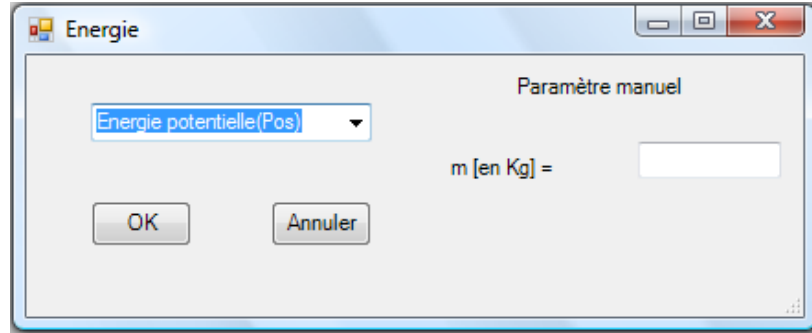 Energie
Paramètre manuel
Energie potentielle(Pos)
m [en Kg] =
OK
Annuler